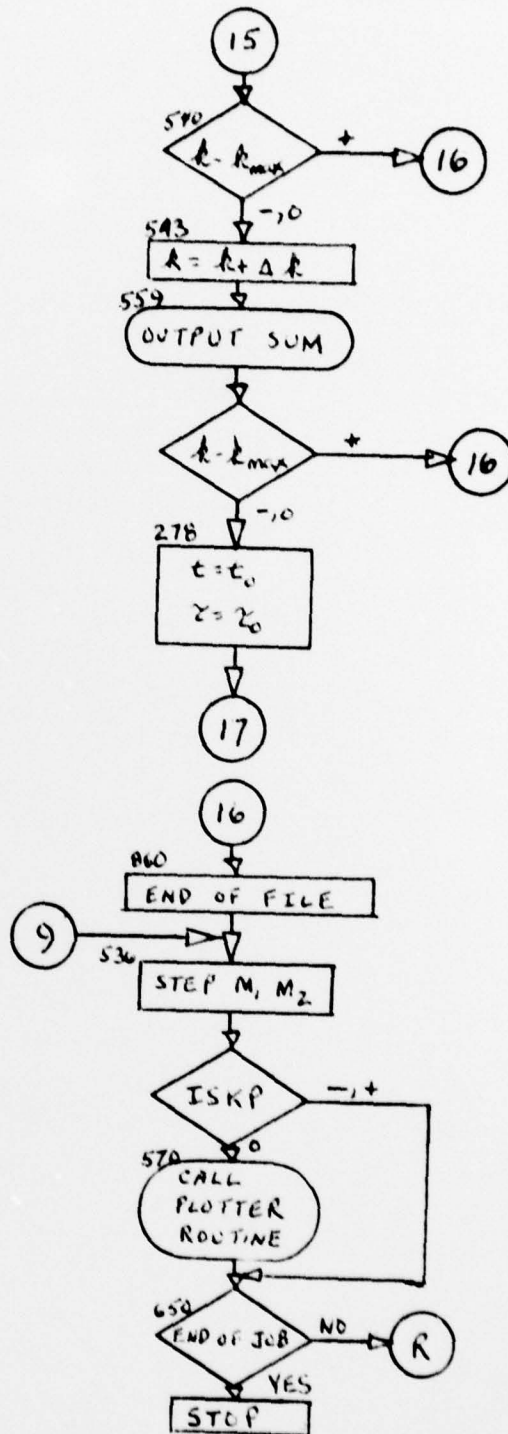 15
540
k - kmax
+
16
-,0
543
k = k + Δ k
559
OUTPUT SUM
k - kmax
+
16
-,0
278
t = t₀
τ = τ₀
17
16
860
END OF FILE
9
536
STEP M₁ M₂
ISKP
-,+
0
570
CALL
PLOTTER
ROUTINE
650
END OF JOB
NO
R
YES
STOP